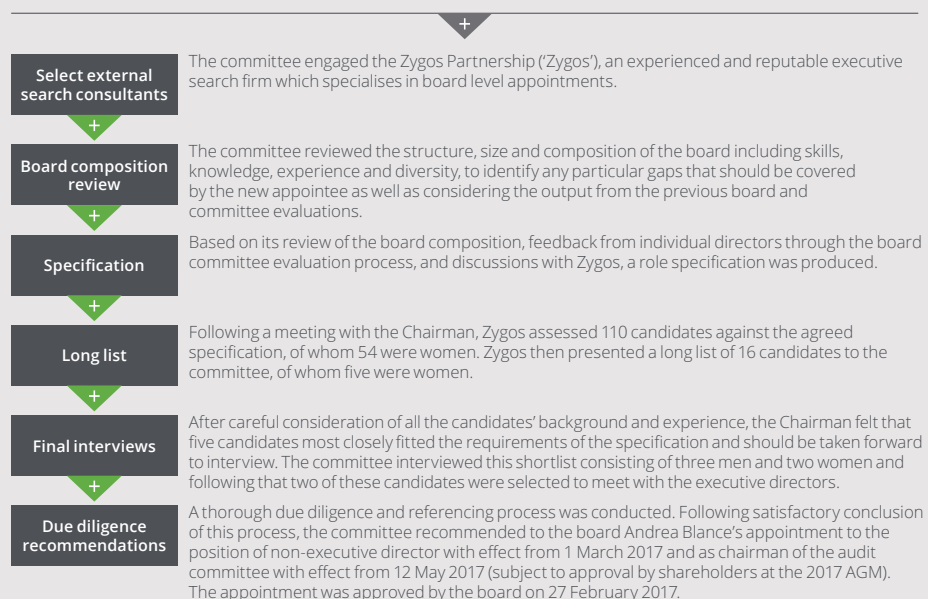 +
Select external
search consultants
The committee engaged the Zygos Partnership (‘Zygos’), an experienced and reputable executive
search firm which specialises in board level appointments.
+
Board composition
review
The committee reviewed the structure, size and composition of the board including skills,
knowledge, experience and diversity, to identify any particular gaps that should be covered
by the new appointee as well as considering the output from the previous board and
committee evaluations.
+
Specification
Based on its review of the board composition, feedback from individual directors through the board
committee evaluation process, and discussions with Zygos, a role specification was produced.
+
Long list
Following a meeting with the Chairman, Zygos assessed 110 candidates against the agreed
specification, of whom 54 were women. Zygos then presented a long list of 16 candidates to the
committee, of whom five were women.
+
Final interviews
After careful consideration of all the candidates’ background and experience, the Chairman felt that
five candidates most closely fitted the requirements of the specification and should be taken forward
to interview. The committee interviewed this shortlist consisting of three men and two women and
following that two of these candidates were selected to meet with the executive directors.
+
Due diligence
recommendations
A thorough due diligence and referencing process was conducted. Following satisfactory conclusion
of this process, the committee recommended to the board Andrea Blance’s appointment to the
position of non-executive director with effect from 1 March 2017 and as chairman of the audit
committee with effect from 12 May 2017 (subject to approval by shareholders at the 2017 AGM).
The appointment was approved by the board on 27 February 2017.